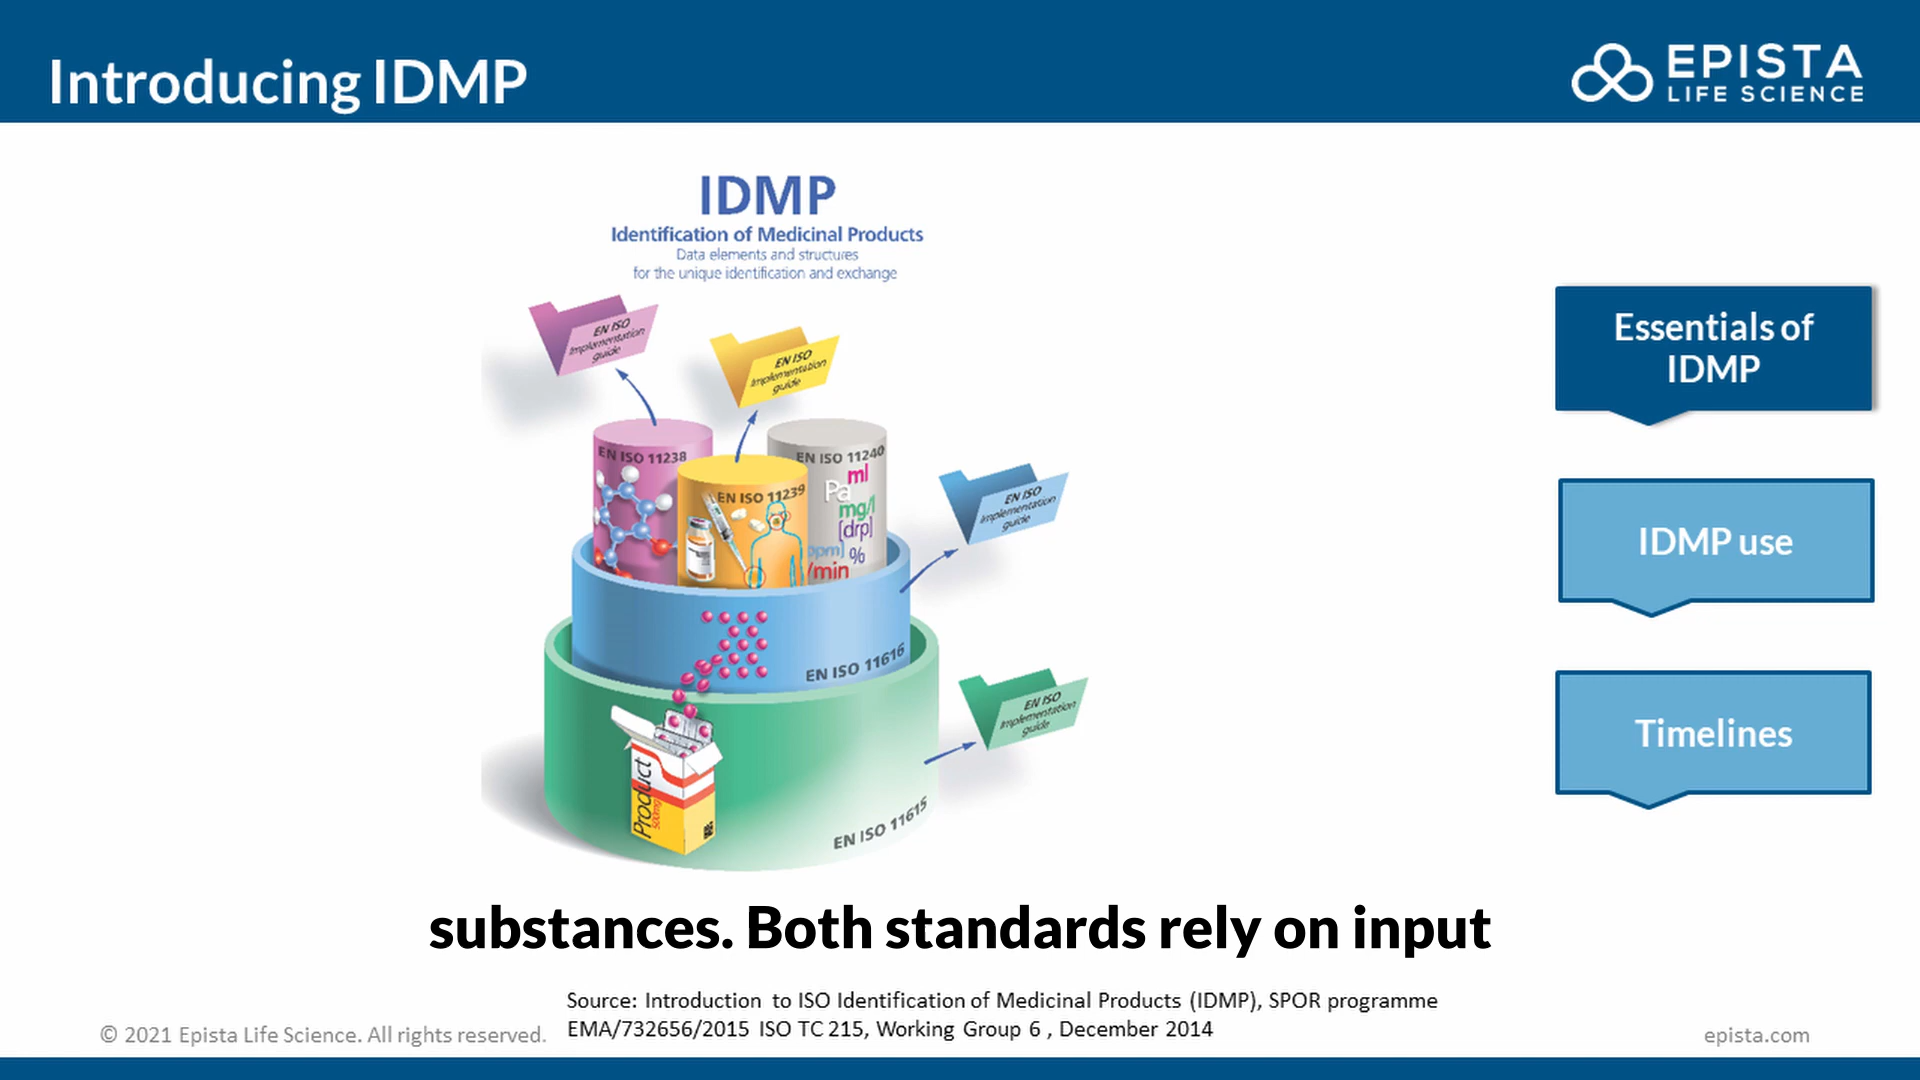 Introducing IDMP
EPISTA
LIFE SCIENCE
IDMP
Identification of Medicinal Products
Data elements and structures
for the unique identification and exchange
EN ISO
Implementation
guide
EN ISO
Implementation
guide
EN ISO 11238
EN ISO 11239
EN ISO 11240
ml
Pa
mg/l
[drp]
ppm]
%
/min
EN ISO
Implementation
guide
EN ISO 11616
EN ISO
Implementation
guide
Product
500mg
EN ISO 11615
Essentials of
IDMP
IDMP use
Timelines
substances. Both standards rely on input
Source: Introduction to ISO Identification of Medicinal Products (IDMP), SPOR programme
EMA/732656/2015 ISO TC 215, Working Group 6 , December 2014
© 2021 Epista Life Science. All rights reserved.
epista.com